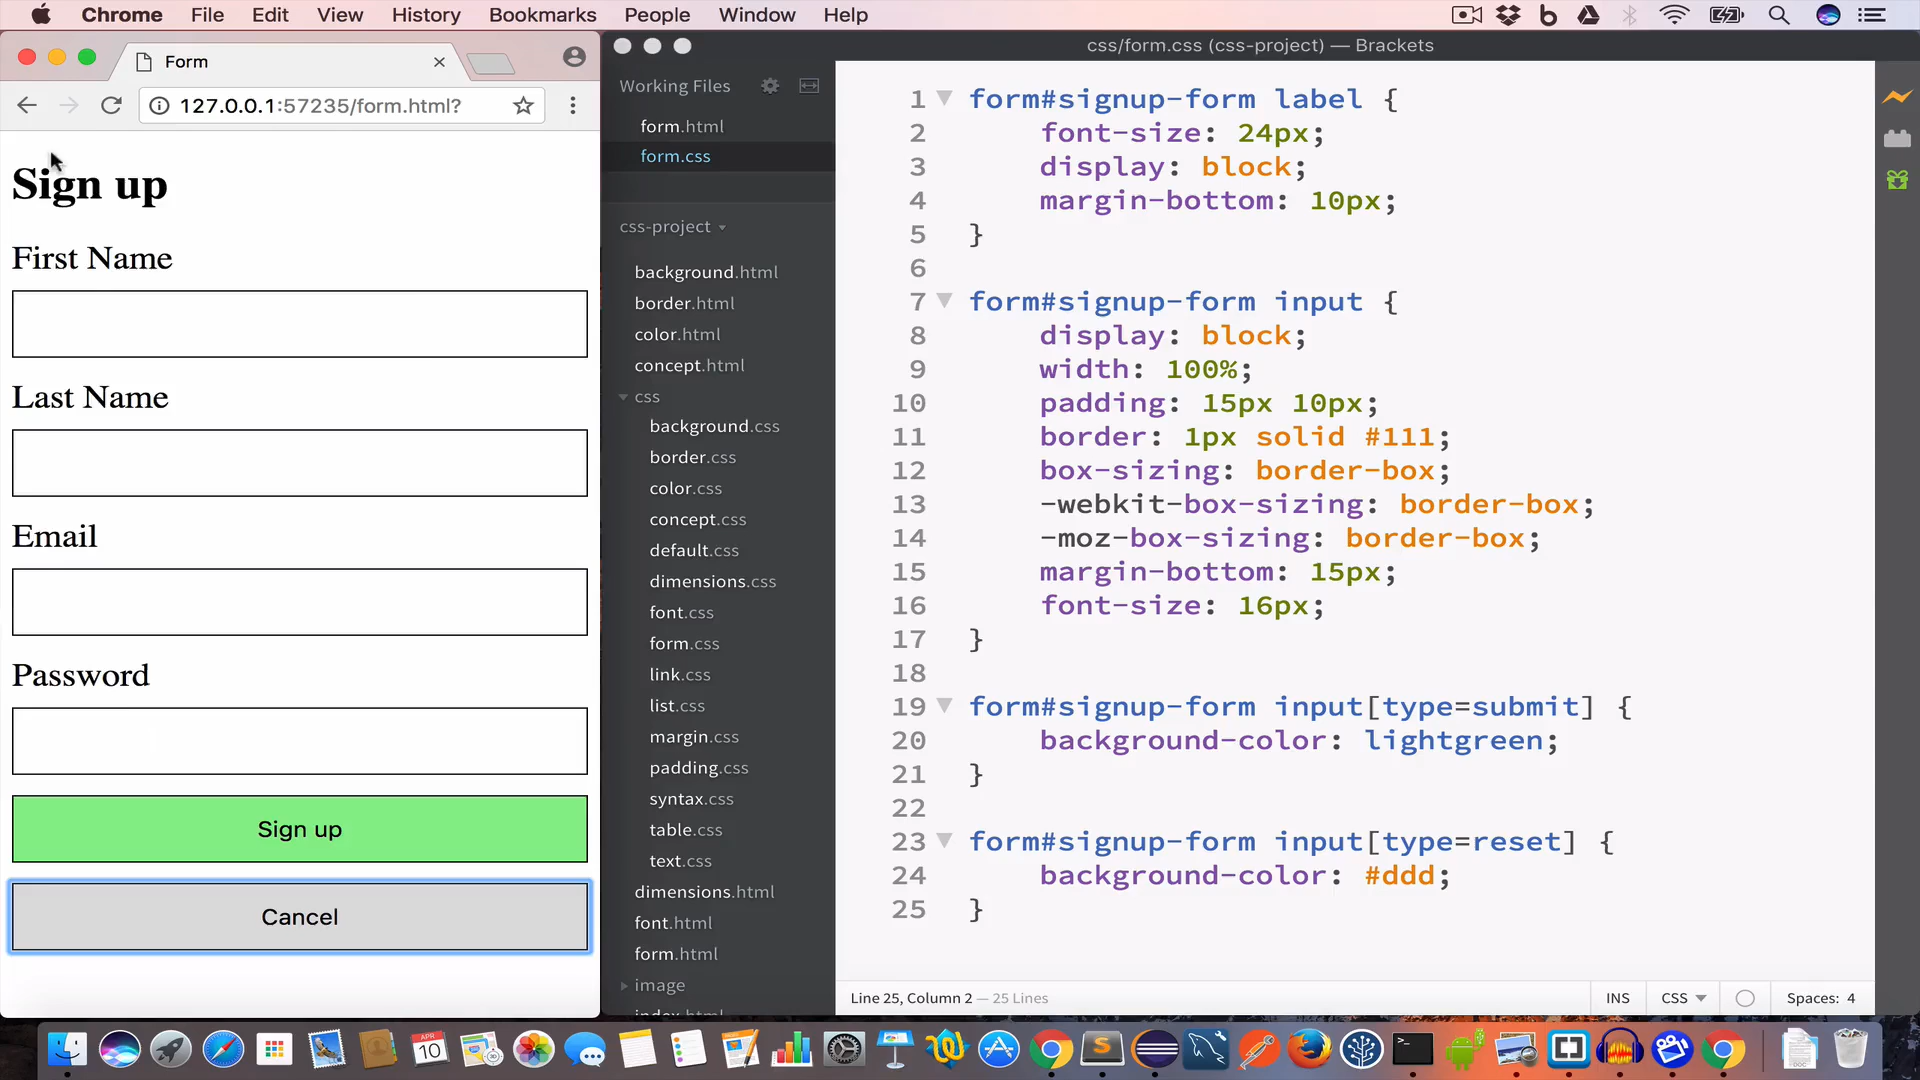 Chrome File Edit View History Bookmarks People Window Help
Form
127.0.0.1:57235/form.html?
Sign up
First Name
Last Name
Email
Password
Sign up
Cancel
css/form.css (css-project) — Brackets
Working Files
form.html
form.css
css-project
background.html
border.html
color.html
concept.html
css
background.css
border.css
color.css
concept.css
default.css
dimensions.css
font.css
form.css
link.css
list.css
margin.css
padding.css
syntax.css
table.css
text.css
dimensions.html
font.html
form.html
image
index.html
1 form#signup-form label {
2 font-size: 24px;
3 display: block;
4 margin-bottom: 10px;
5 }
6
7 form#signup-form input {
8 display: block;
9 width: 100%;
10 padding: 15px 10px;
11 border: 1px solid #111;
12 box-sizing: border-box;
13 -webkit-box-sizing: border-box;
14 -moz-box-sizing: border-box;
15 margin-bottom: 15px;
16 font-size: 16px;
17 }
18
19 form#signup-form input[type=submit] {
20 background-color: lightgreen;
21 }
22
23 form#signup-form input[type=reset] {
24 background-color: #ddd;
25 }
Line 25, Column 2 — 25 Lines
INS CSS Spaces: 4
APR
10